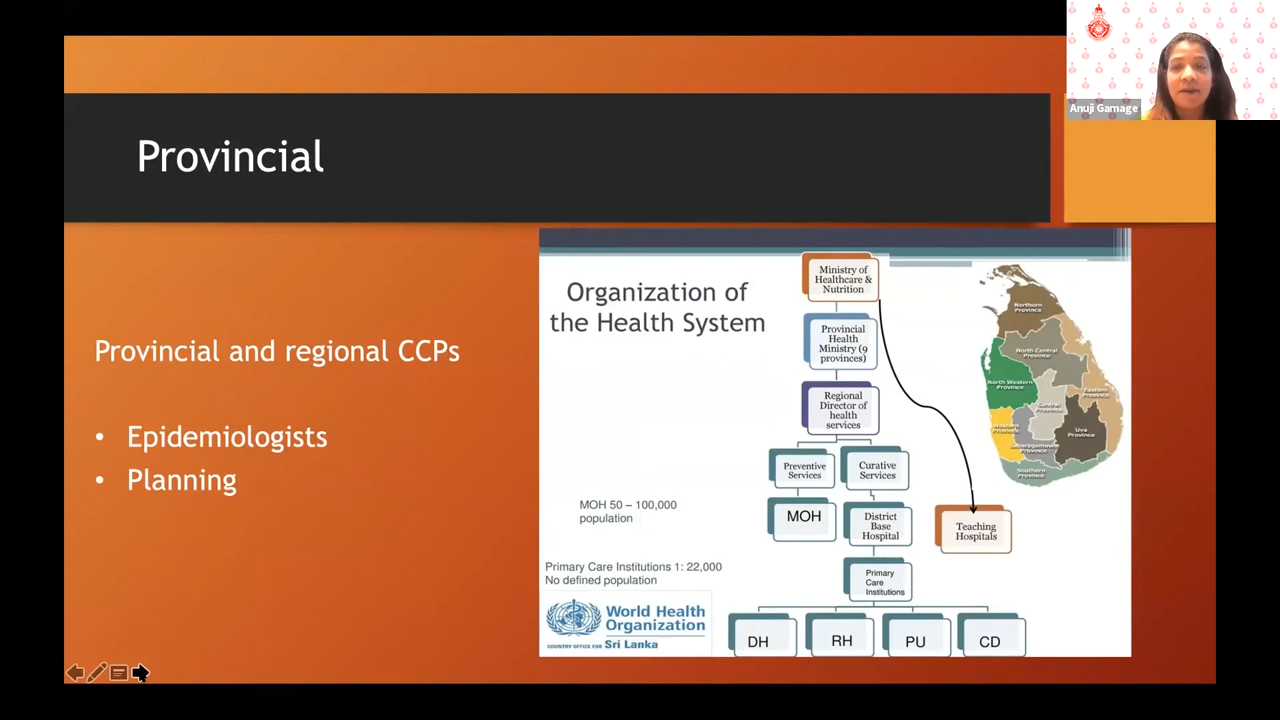 Anuji Gamage
Provincial
Provincial and regional CCPs
• Epidemiologists
• Planning
Organization of
the Health System
Ministry of
Healthcare &
Nutrition
Provincial
Health
Ministry (9
provinces)
Regional
Director of
health
services
Preventive
Services
Curative
Services
MOH
District
Base
Hospital
Teaching
Hospitals
Primary
Care
Institutions
DH
RH
PU
CD
MOH 50 – 100,000
population
Primary Care Institutions 1: 22,000
No defined population
World Health
Organization
COUNTRY OFFICE FOR Sri Lanka
Northern
Province
North Central
Province
North Western
Province
Eastern
Province
Central
Province
Western
Province
Uva
Province
Sabaragamuwa
Province
Southern
Province